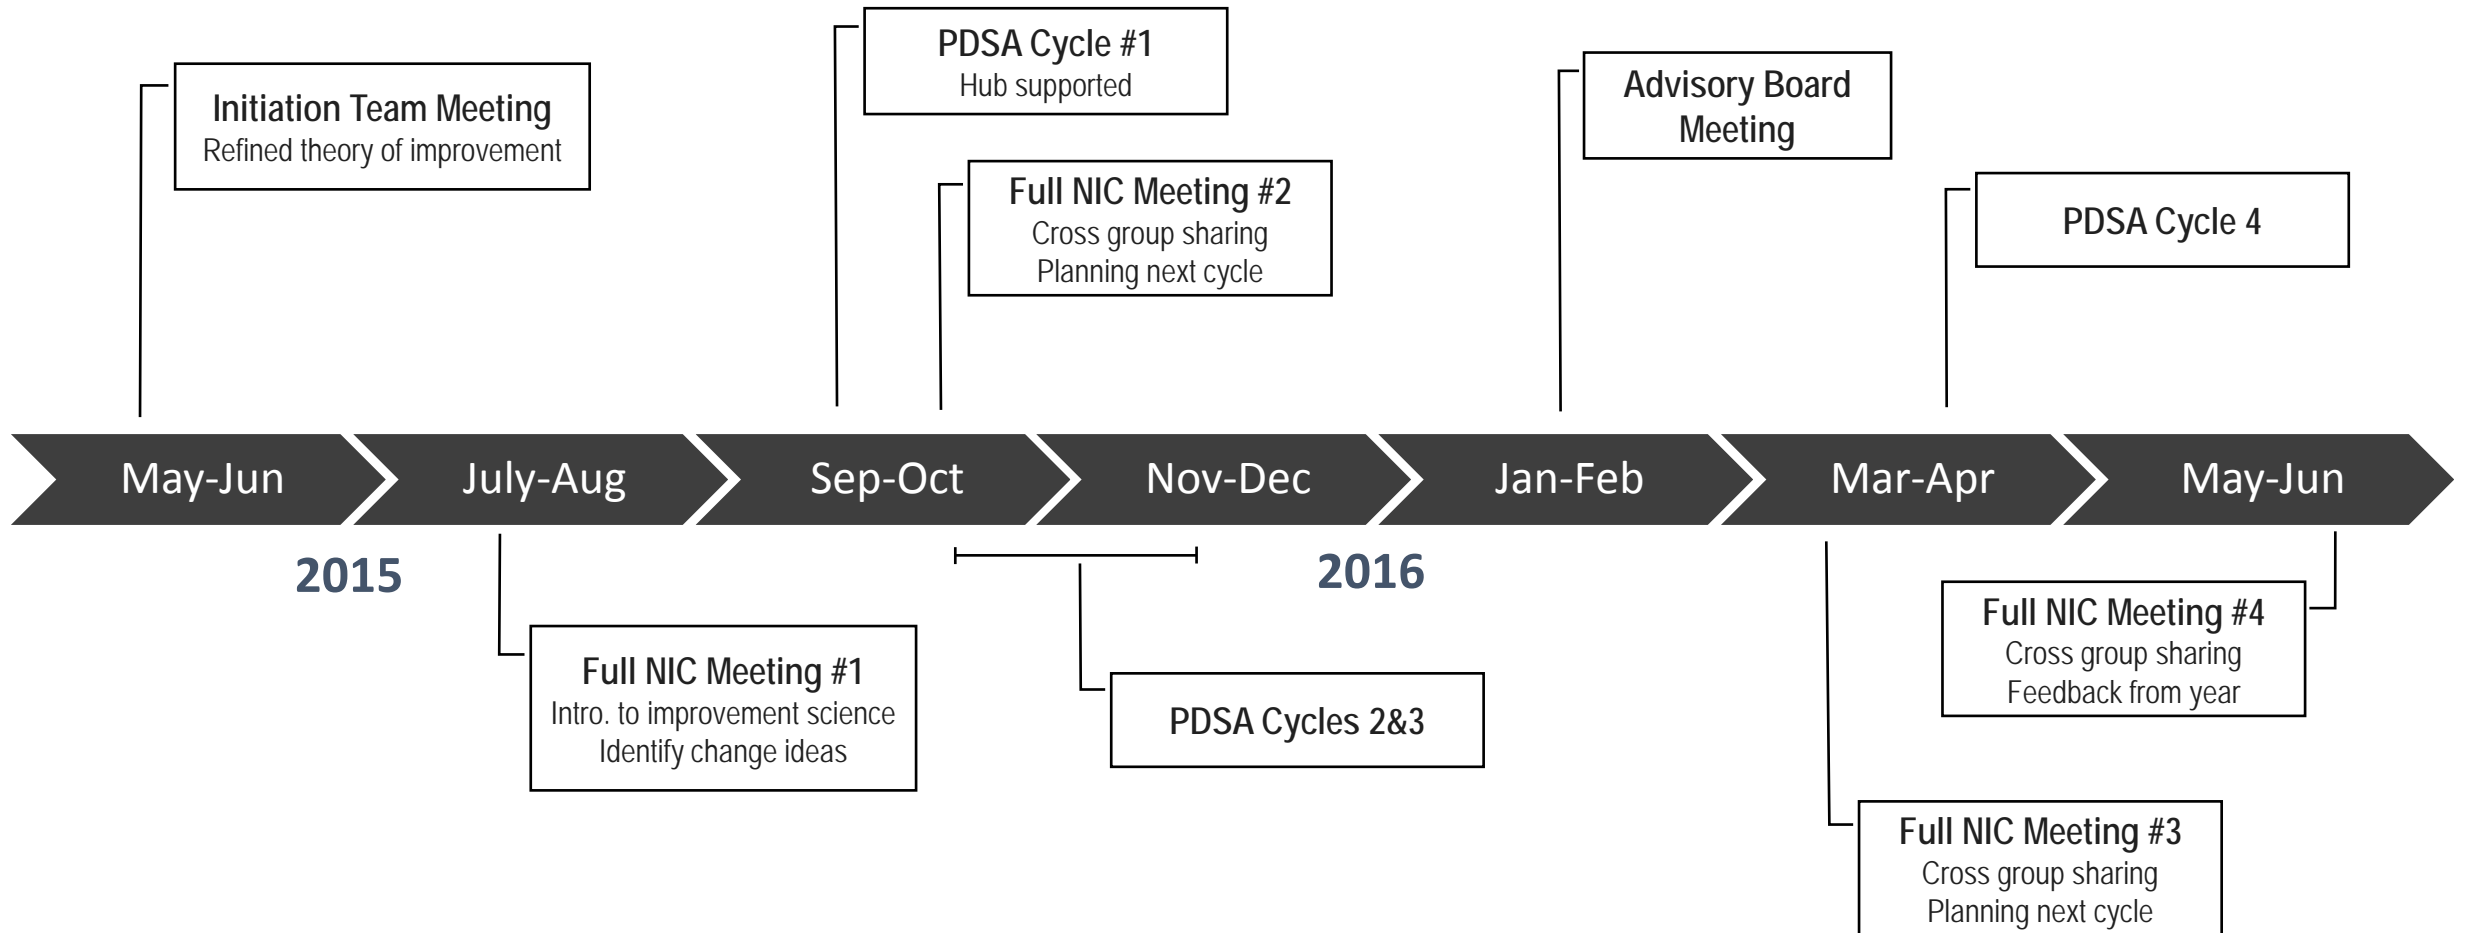 PDSA Cycle #1
Hub supported
Advisory Board
Meeting
Initiation Team Meeting
Refined theory of improvement
Full NIC Meeting #2
Cross group sharing
Planning next cycle
PDSA Cycle 4
May-Jun
July-Aug
Sep-Oct
Nov-Dec
Jan-Feb
Mar-Apr
May-Jun
2015
2016
Full NIC Meeting #1
Intro. to improvement science
Identify change ideas
PDSA Cycles 2&3
Full NIC Meeting #4
Cross group sharing
Feedback from year
Full NIC Meeting #3
Cross group sharing
Planning next cycle